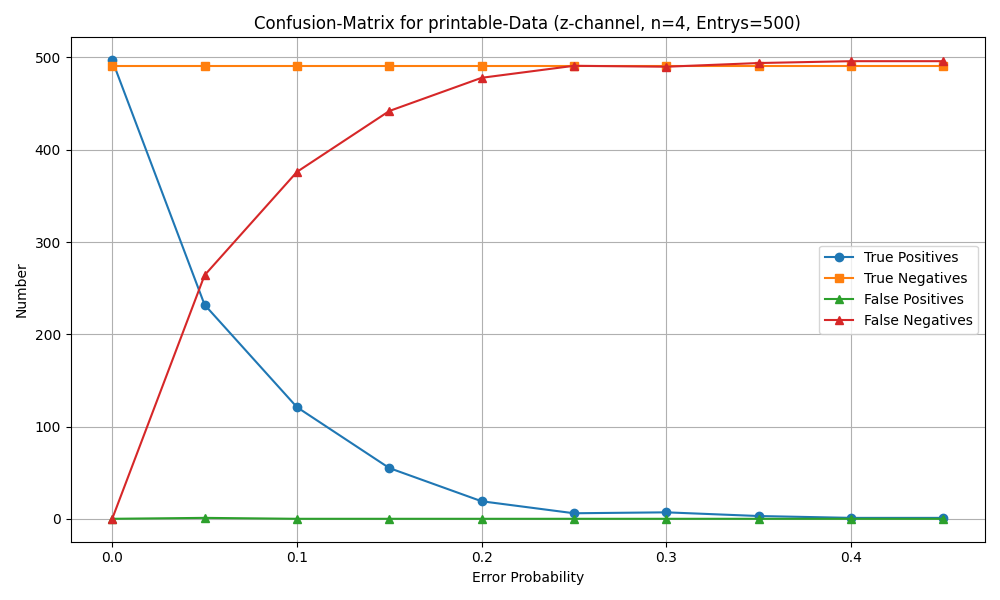 Confusion-Matrix for printable-Data (z-channel, n=4, Entrys=500)
500
400
300
200
100
0
Number
True Positives
True Negatives
False Positives
False Negatives
0.0 0.1 0.2 0.3 0.4
Error Probability